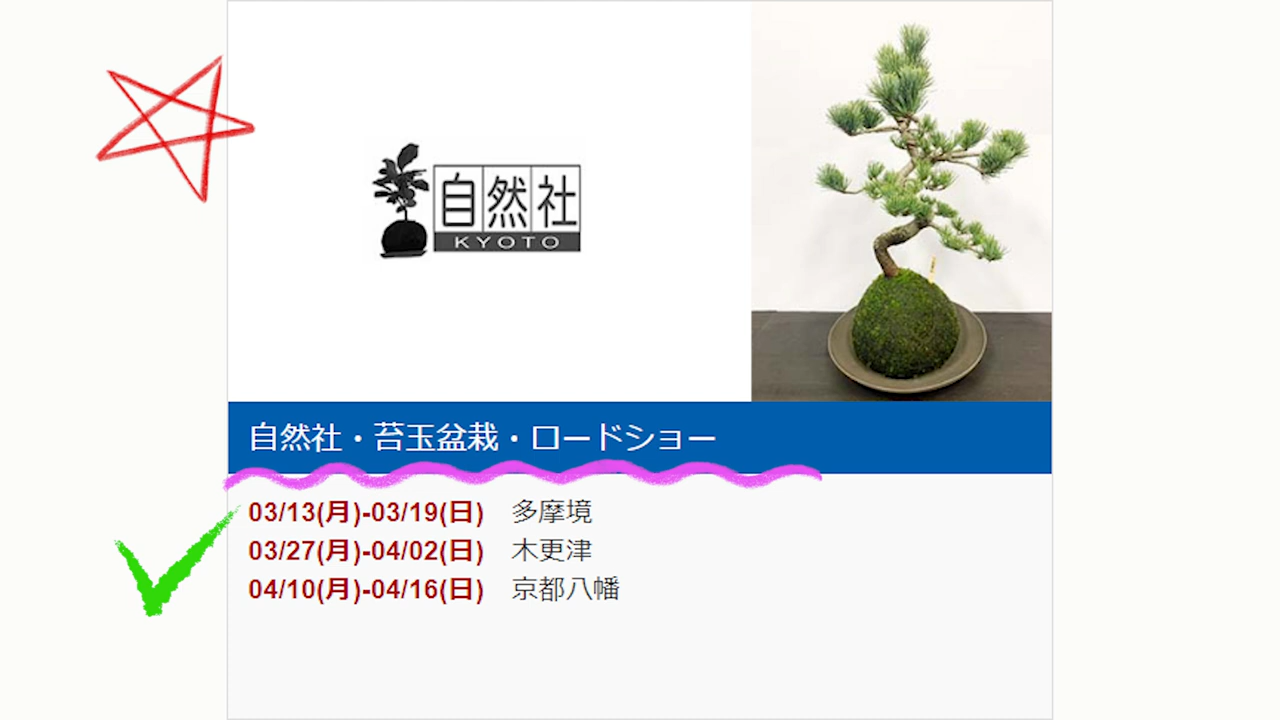 自然社
KYOTO
自然社・苔玉盆栽・ロードショー
03/13(月)-03/19(日) 多摩境
03/27(月)-04/02(日) 木更津
04/10(月)-04/16(日) 京都八幡